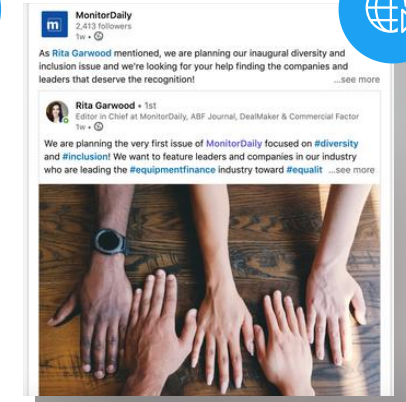 m
MonitorDaily
2,413 followers
1w •
As Rita Garwood mentioned, we are planning our inaugural diversity and
inclusion issue and we're looking for your help finding the companies and
leaders that deserve the recognition!
...see more
Rita Garwood • 1st
Editor in Chief at MonitorDaily, ABF Journal, DealMaker & Commercial Factor
1w •
We are planning the very first issue of MonitorDaily focused on #diversity
and #inclusion! We want to feature leaders and companies in our industry
who are leading the #equipmentfinance industry toward #equalit ...see more